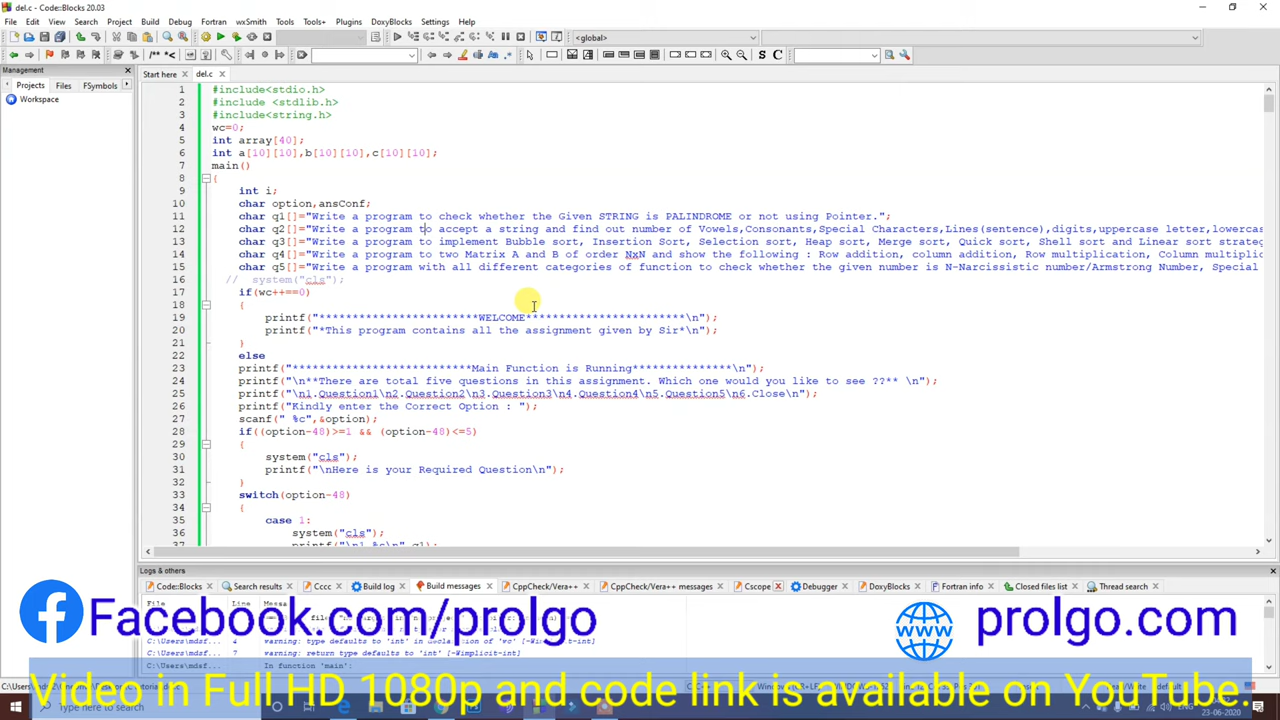 del.c - Code::Blocks 20.03
File Edit View Search Project Build Debug Fortran wxSmith Tools Tools+ Plugins DoxyBlocks Settings Help
<global>
Management
Projects Files FSymbols
Workspace
Start here del.c
1 #include<stdio.h>
2 #include <stdlib.h>
3 #include<string.h>
4 wc=0;
5 int array[40];
6 int a[10][10],b[10][10],c[10][10];
7 main()
8 {
9 int i;
10 char option,ansConf;
11 char q1[]="Write a program to check whether the Given STRING is PALINDROME or not using Pointer.";
12 char q2[]="Write a program to accept a string and find out number of Vowels,Consonants,Special Characters,Lines(sentence),digits,uppercase letter,lowercas
13 char q3[]="Write a program to implement Bubble sort, Insertion Sort, Selection sort, Heap sort, Merge sort, Quick sort, Shell sort and Linear sort strateg
14 char q4[]="Write a program to two Matrix A and B of order NxN and show the following : Row addition, column addition, Row multiplication, Column multiplic
15 char q5[]="Write a program with all different categories of function to check whether the given number is N-Narcissistic number/Armstrong Number, Special
16 // system("cls");
17 if(wc++==0)
18 {
19 printf("************************WELCOME************************\n");
20 printf("*This program contains all the assignment given by Sir*\n");
21 }
22 else
23 printf("***************************Main Function is Running***************\n");
24 printf("\n**There are total five questions in this assignment. Which one would you like to see ??** \n");
25 printf("\n1.Question1\n2.Question2\n3.Question3\n4.Question4\n5.Question5\n6.Close\n");
26 printf("Kindly enter the Correct Option : ");
27 scanf(" %c",&option);
28 if((option-48)>=1 && (option-48)<=5)
29 {
30 system("cls");
31 printf("\nHere is your Required Question\n");
32 }
33 switch(option-48)
34 {
35 case 1:
36 system("cls");
37 printf("\n1.%c\n",q1);
Logs & others
Code::Blocks Search results Cccc Build log Build messages CppCheck/Vera++ CppCheck/Vera++ messages Cscope Debugger DoxyBlocks Fortran info Closed files list Thread search
File Line Messa
C:\Users\mdsf... 4 warning: type defaults to 'int' in declaration of 'wc' [-Wimplicit-int]
C:\Users\mdsf... 7 warning: return type defaults to 'int' [-Wimplicit-int]
C:\Users\mdsf... In function 'main':
Facebook.com/prolgo
www
prolgo.com
Video in Full HD 1080p and code link is available on YouTube
Type here to search
ENG
23-06-2020